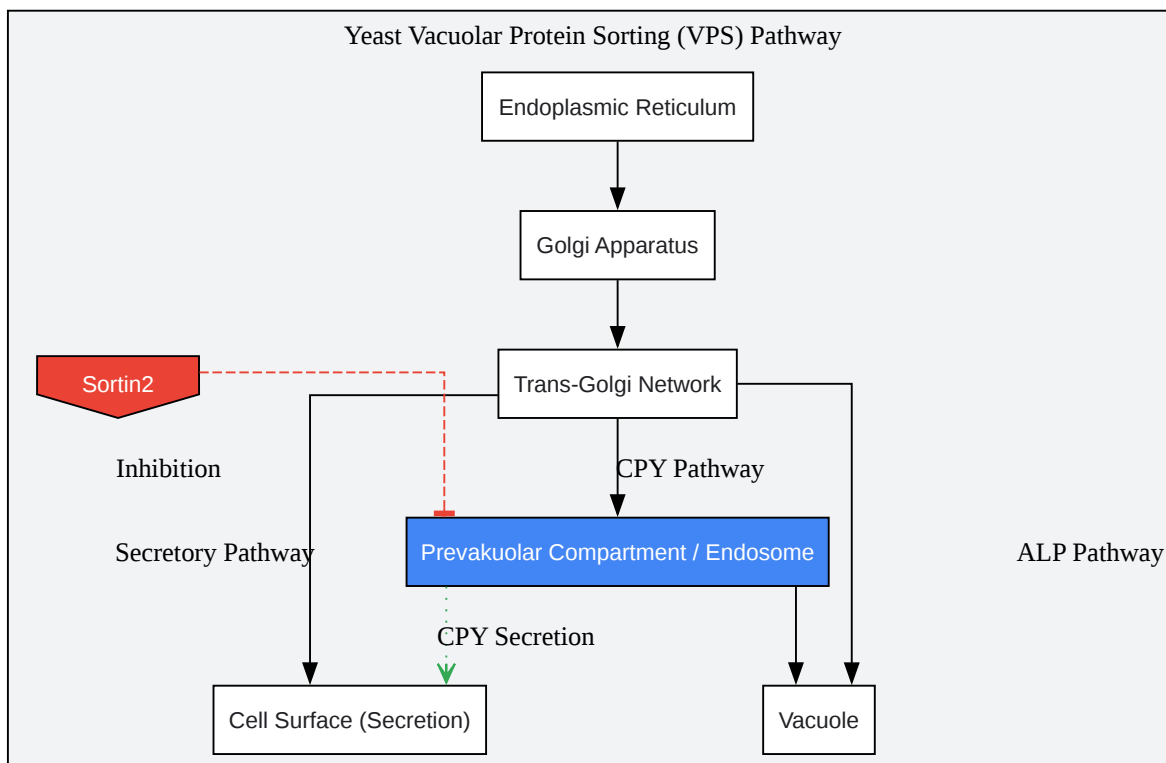 Yeast Vacuolar Protein Sorting (VPS) Pathway
Endoplasmic Reticulum
Golgi Apparatus
Trans-Golgi Network
Sortin2
Inhibition
CPY Pathway
Secretory Pathway
Prevakuolar Compartment / Endosome
ALP Pathway
CPY Secretion
Cell Surface (Secretion)
Vacuole